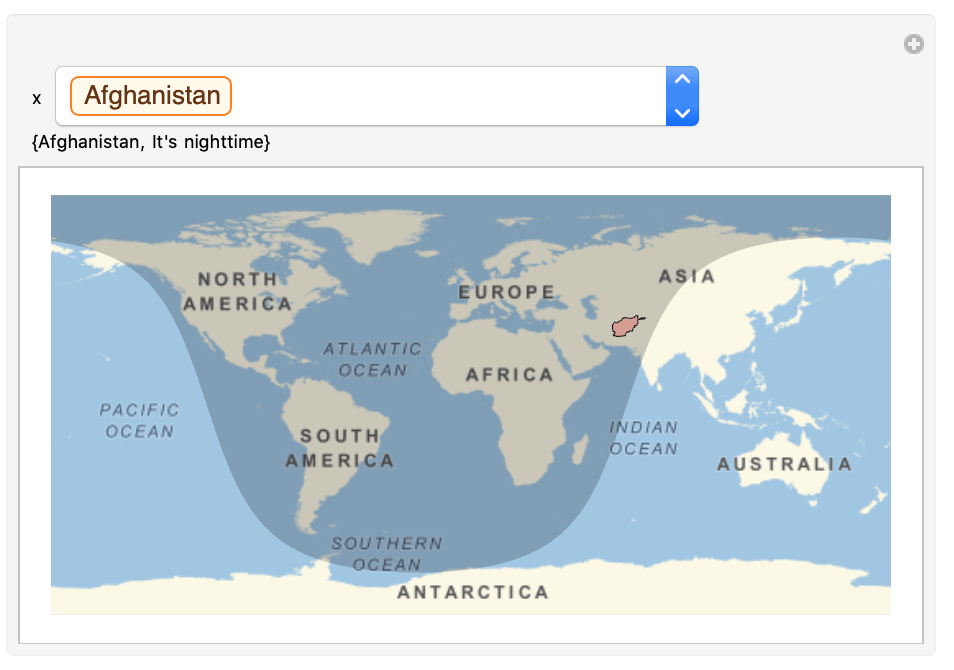 x Afghanistan
{Afghanistan, It's nighttime}
NORTH
AMERICA
EUROPE
ASIA
ATLANTIC
OCEAN
AFRICA
PACIFIC
OCEAN
SOUTH
AMERICA
INDIAN
OCEAN
AUSTRALIA
SOUTHERN
OCEAN
ANTARCTICA